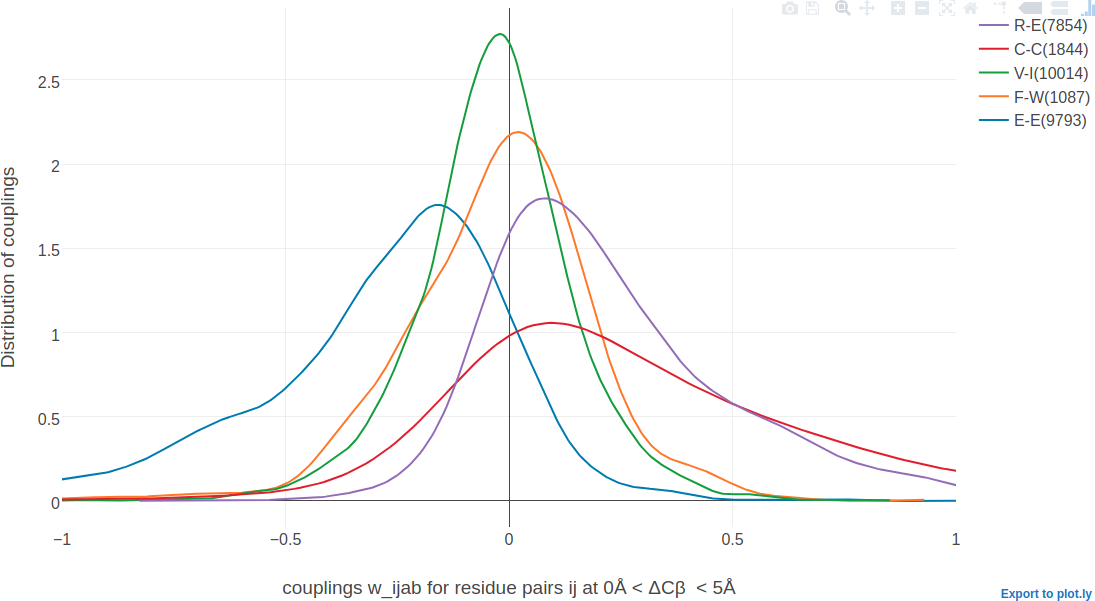 R-E(7854)
C-C(1844)
V-I(10014)
F-W(1087)
E-E(9793)
Distribution of couplings
2.5
2
1.5
1
0.5
0
−1
−0.5
0
0.5
1
couplings w_ijab for residue pairs ij at 0Å < ΔCβ < 5Å
Export to plot.ly